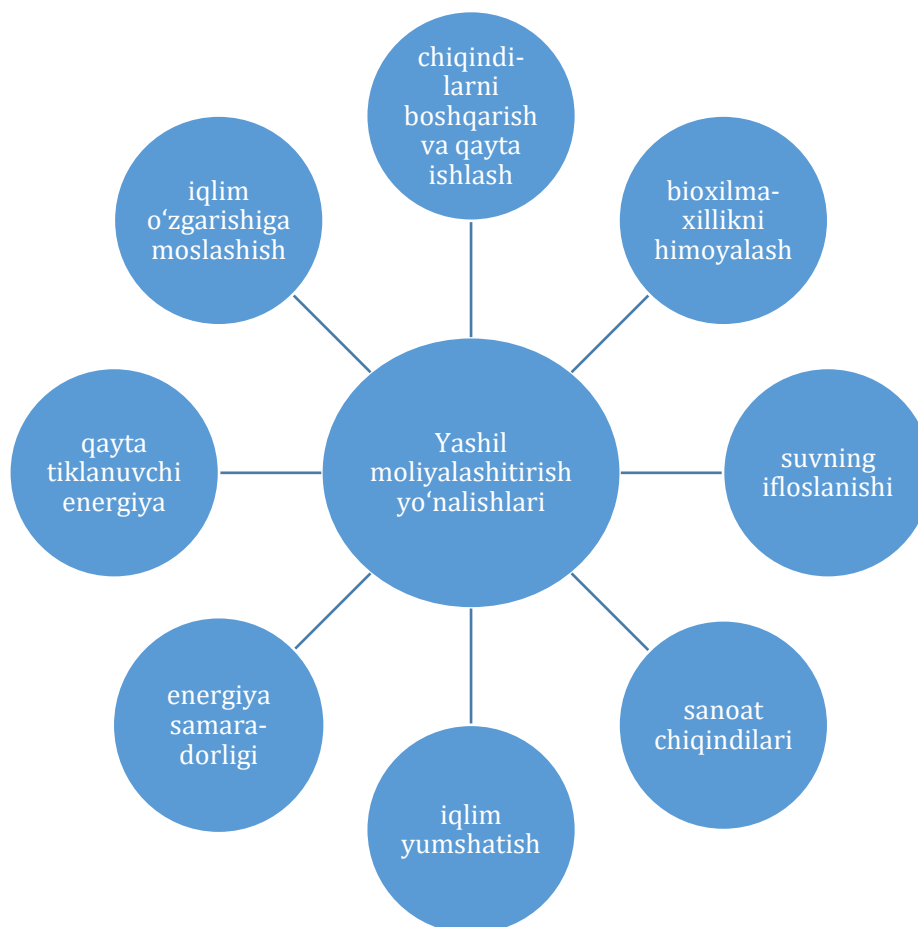 chiqindi-
larni
boshqarish
va qayta
ishlash
bioxilma-
xillikni
himoyalash
suvning
ifloslanishi
sanoat
chiqindilari
iqlim
yumshatish
energiya
samara-
dorligi
qayta
tiklanuvchi
energiya
iqlim
o‘zgarishiga
moslashish
Yashil
moliyalashitirish
yo‘nalishlari